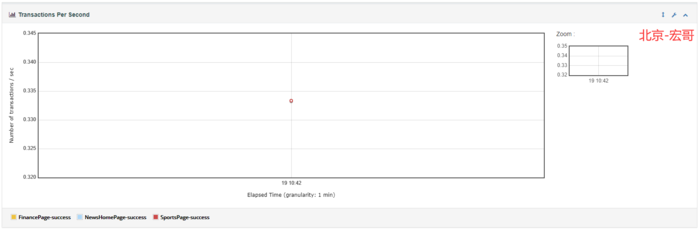 Transactions Per Second
北京-宏哥
Zoom :
0.345
0.340
0.335
0.330
0.325
0.320
Number of transactions / sec
19 10:42
Elapsed Time (granularity: 1 min)
0.35
0.34
0.33
0.32
19 10:42
FinancePage-success
NewsHomePage-success
SportsPage-success